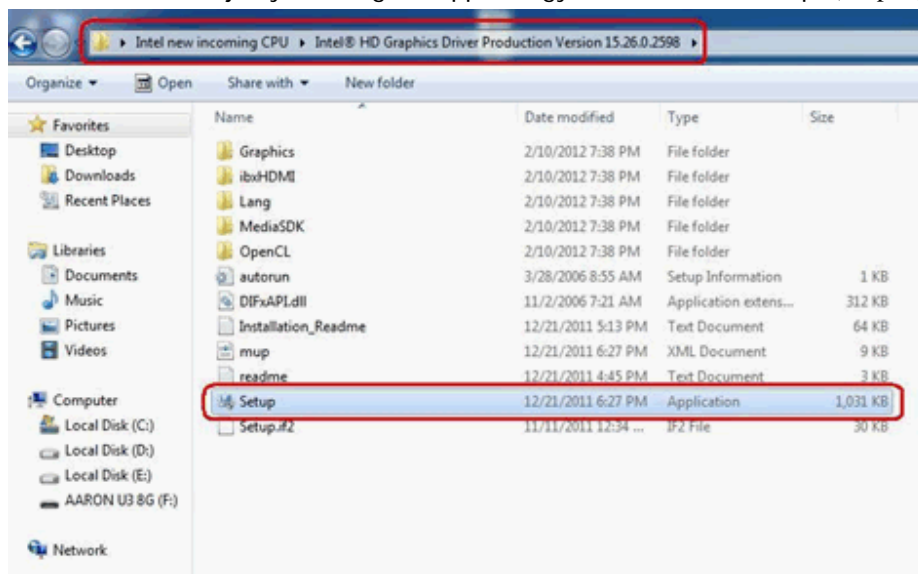 Intel new incoming CPU ▸ Intel® HD Graphics Driver Production Version 15.26.0.2598
Organize Open Share with New folder
Name Date modified Type Size
Favorites
Desktop
Downloads
Recent Places
Libraries
Documents
Music
Pictures
Videos
Computer
Local Disk (C:)
Local Disk (D:)
Local Disk (E:)
AARON U3 8G (F:)
Network
Graphics 2/10/2012 7:38 PM File folder
ibxHDMI 2/10/2012 7:38 PM File folder
Lang 2/10/2012 7:38 PM File folder
MediaSDK 2/10/2012 7:38 PM File folder
OpenCL 2/10/2012 7:38 PM File folder
autorun 3/28/2006 8:55 AM Setup Information 1 KB
DIFxAPI.dll 11/2/2006 7:21 AM Application extens... 312 KB
Installation_Readme 12/21/2011 5:13 PM Text Document 64 KB
mup 12/21/2011 6:27 PM XML Document 9 KB
readme 12/21/2011 4:45 PM Text Document 3 KB
Setup 12/21/2011 6:27 PM Application 1,031 KB
Setup.if2 11/11/2011 12:34 ... IF2 File 30 KB